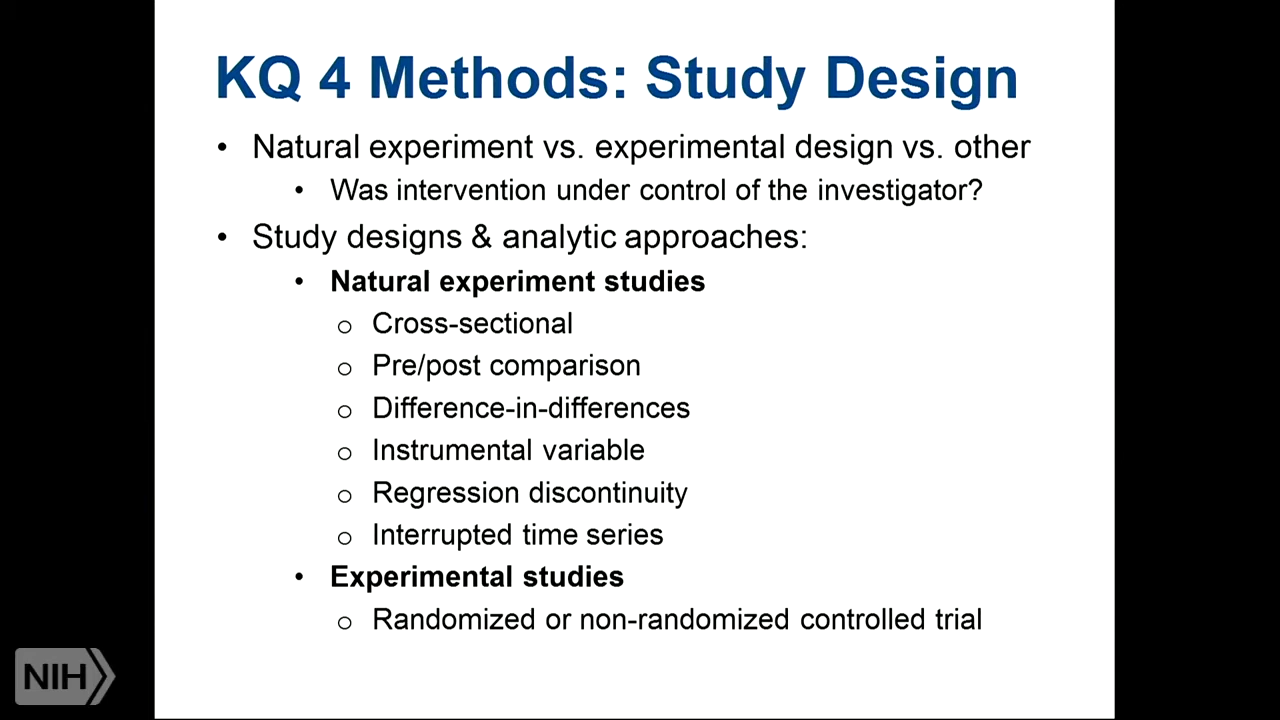 KQ 4 Methods: Study Design
• Natural experiment vs. experimental design vs. other
• Was intervention under control of the investigator?
• Study designs & analytic approaches:
• Natural experiment studies
o Cross-sectional
o Pre/post comparison
o Difference-in-differences
o Instrumental variable
o Regression discontinuity
o Interrupted time series
• Experimental studies
o Randomized or non-randomized controlled trial
NIH